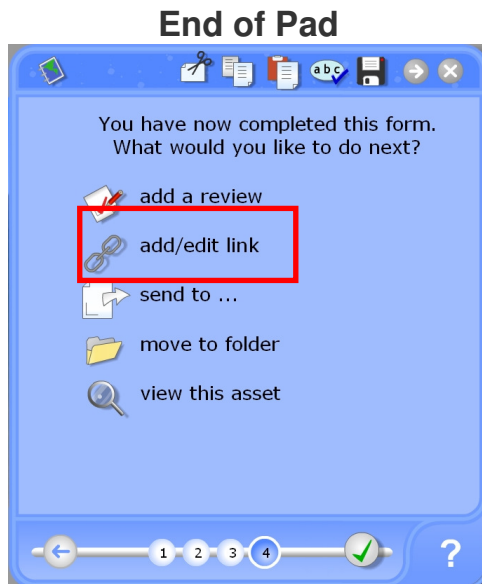 End of Pad
abc
You have now completed this form.
What would you like to do next?
add a review
add/edit link
send to ...
move to folder
view this asset
1 2 3 4 ?